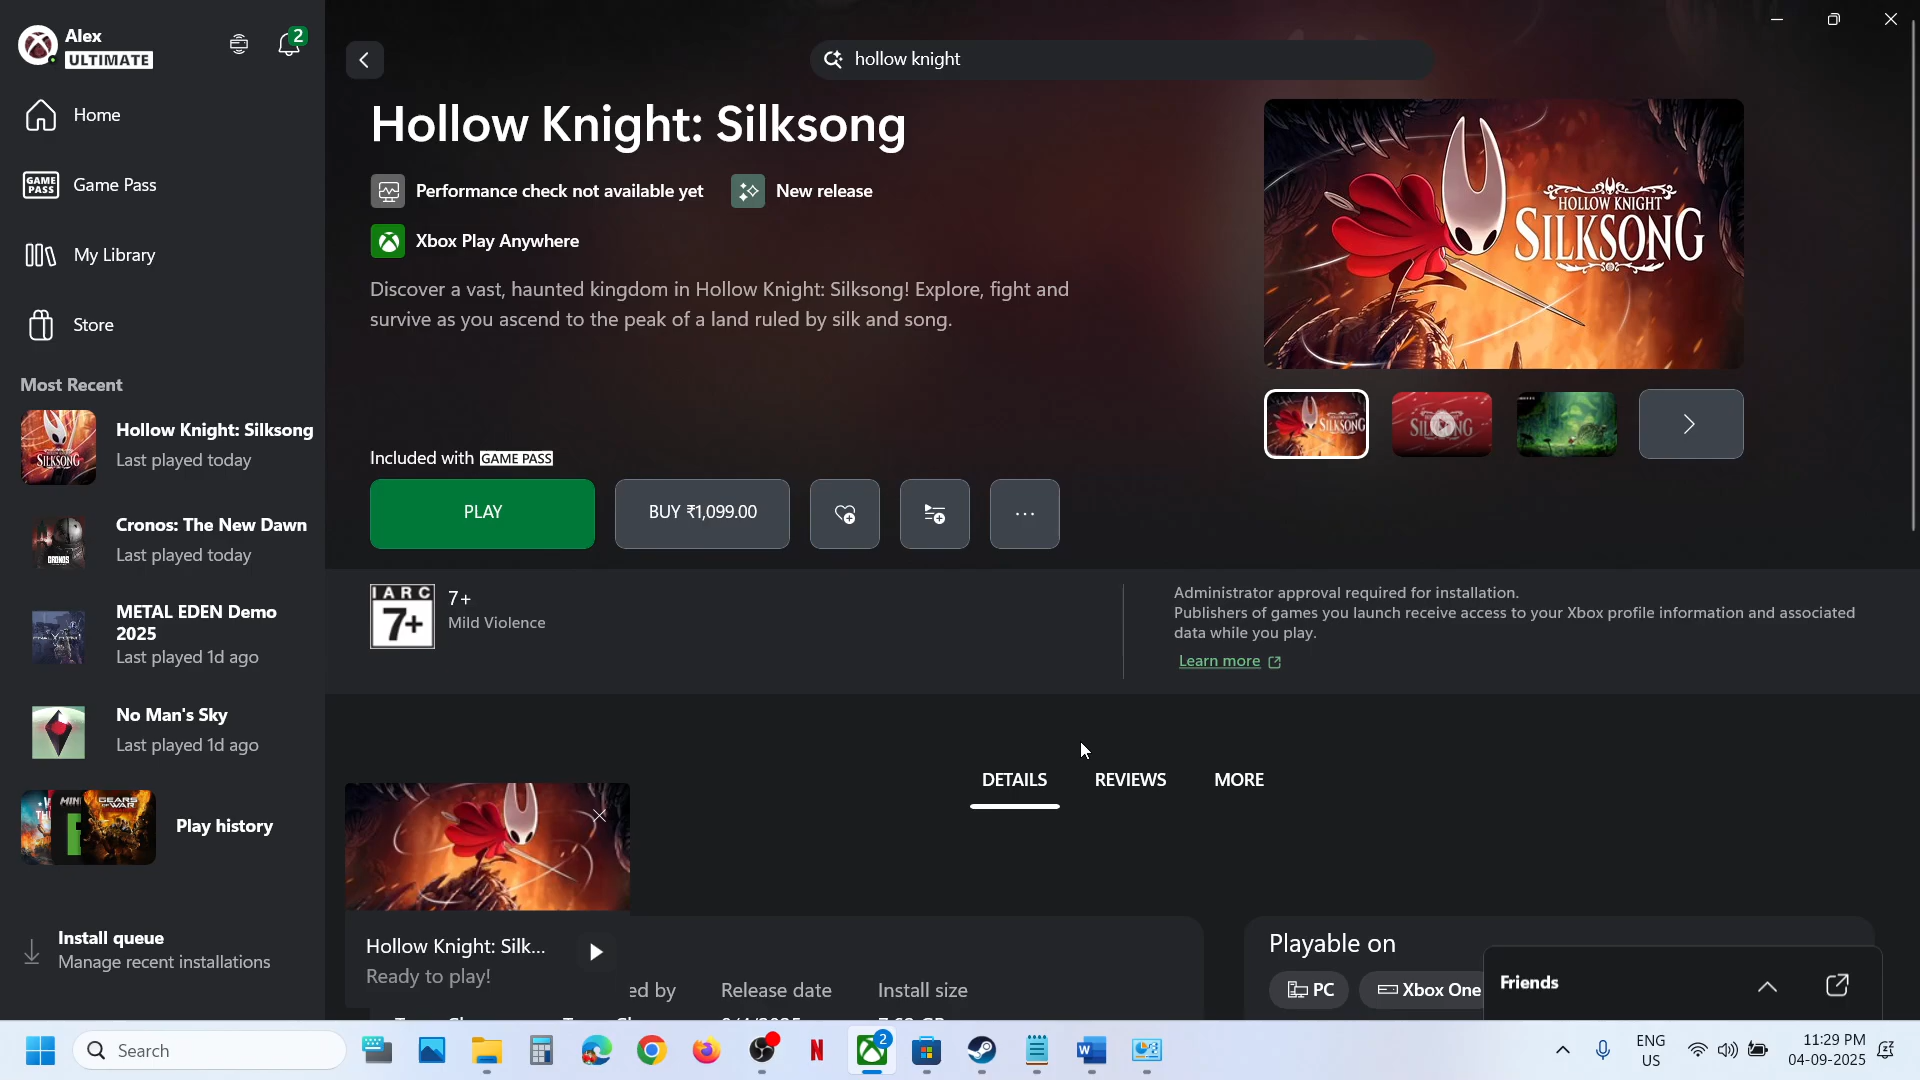 Alex
ULTIMATE
2
Home
GAME PASS
Game Pass
My Library
Store
Most Recent
Hollow Knight: Silksong
Last played today
Cronos: The New Dawn
Last played today
METAL EDEN Demo
2025
Last played 1d ago
No Man's Sky
Last played 1d ago
Play history
Install queue
Manage recent installations
hollow knight
Hollow Knight: Silksong
Performance check not available yet
New release
Xbox Play Anywhere
Discover a vast, haunted kingdom in Hollow Knight: Silksong! Explore, fight and
survive as you ascend to the peak of a land ruled by silk and song.
HOLLOW KNIGHT
SILKSONG
Included with GAME PASS
PLAY
BUY ₹1,099.00
IARC
7+
7+
Mild Violence
Administrator approval required for installation.
Publishers of games you launch receive access to your Xbox profile information and associated
data while you play.
Learn more
DETAILS
REVIEWS
MORE
Hollow Knight: Silk...
Ready to play!
ed by
Release date
Install size
Playable on
PC
Xbox One
Friends
Search
2
ENG
US
11:29 PM
04-09-2025